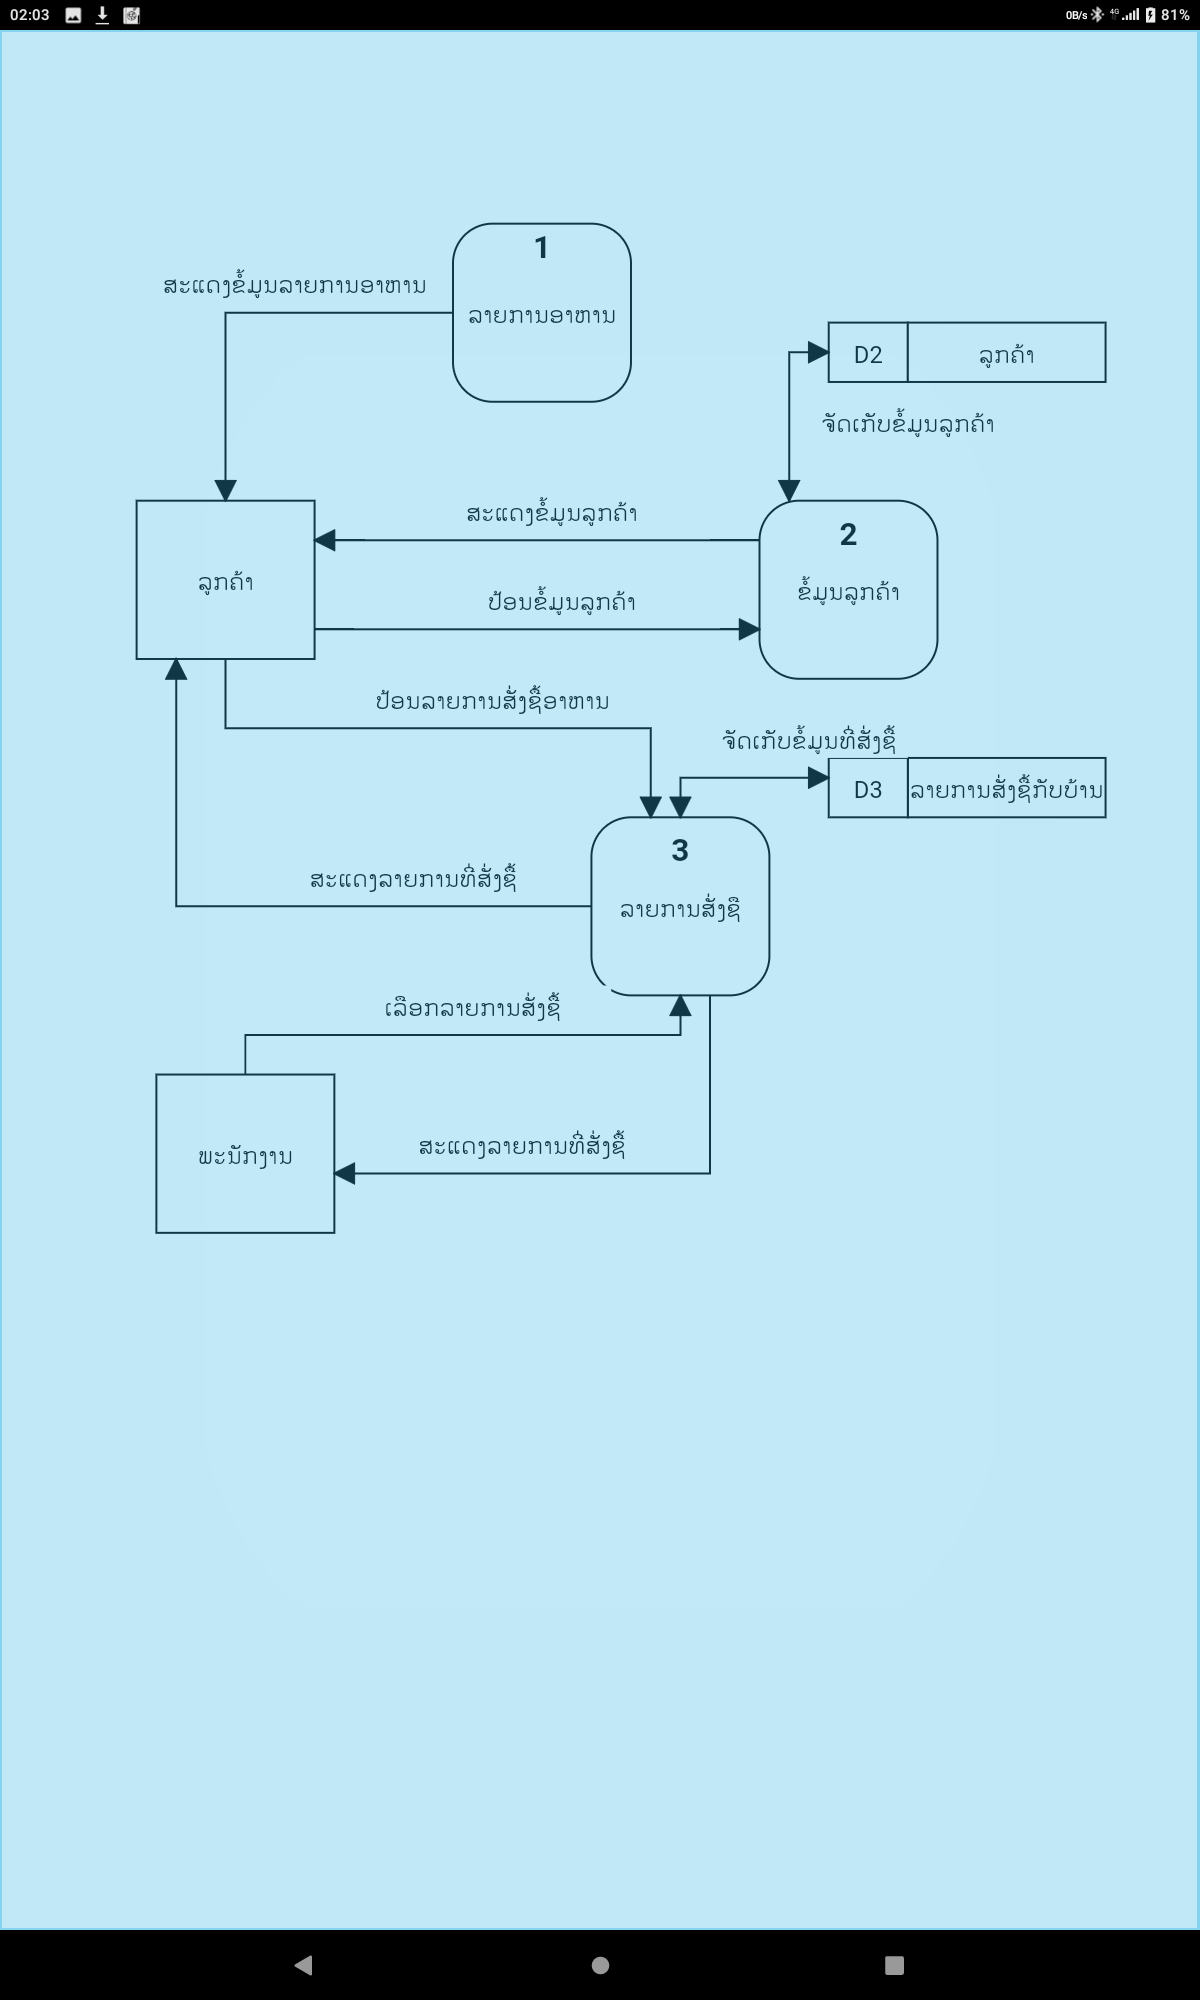 02:03
0B/s
4G
81%
1
ສະແດງຂໍ້ມູນລາຍການອາຫານ
ລາຍການອາຫານ
D2
ລູກຄ້າ
ຈັດເກັບຂໍ້ມູນລູກຄ້າ
ສະແດງຂໍ້ມູນລູກຄ້າ
2
ລູກຄ້າ
ຂໍ້ມູນລູກຄ້າ
ປ້ອນຂໍ້ມູນລູກຄ້າ
ປ້ອນລາຍການສັ່ງຊື້ອາຫານ
ຈັດເກັບຂໍ້ມູນທີ່ສັ່ງຊື້
D3
ລາຍການສັ່ງຊື້ກັບບ້ານ
3
ສະແດງລາຍການທີ່ສັ່ງຊື້
ລາຍການສັ່ງຊື
ເລືອກລາຍການສັ່ງຊື້
ສະແດງລາຍການທີ່ສັ່ງຊື້
ພະນັກງານ